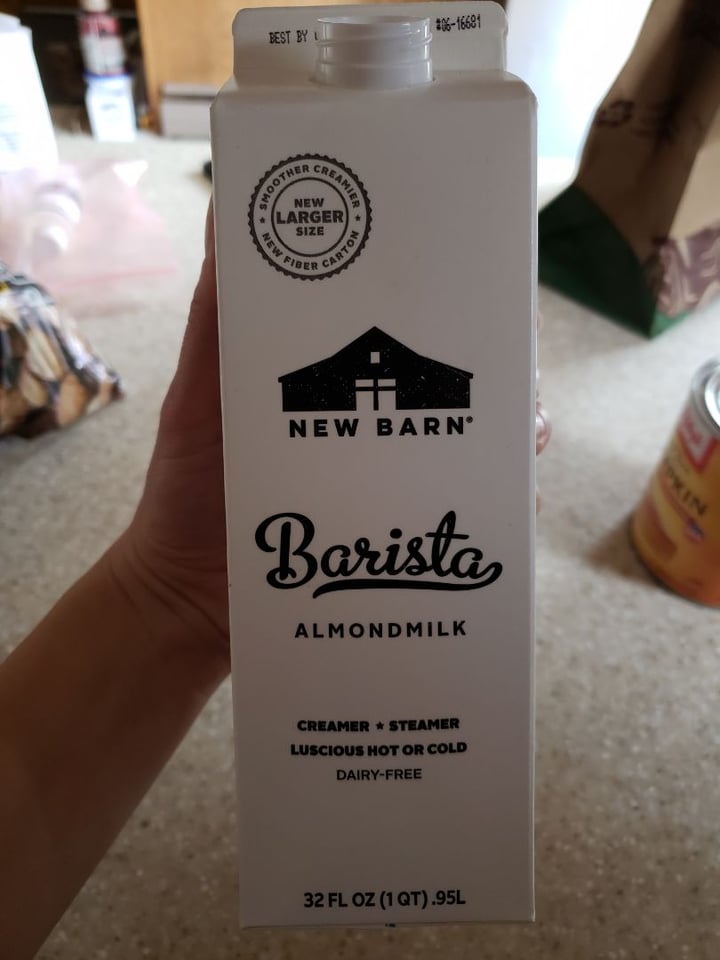 BEST BY
#06-16681
SMOOTHER CREAMIER
NEW
LARGER
SIZE
NEW FIBER CARTON
NEW BARN®
Barista
ALMONDMILK
CREAMER ★ STEAMER
LUSCIOUS HOT OR COLD
DAIRY-FREE
32 FL OZ (1 QT) .95L